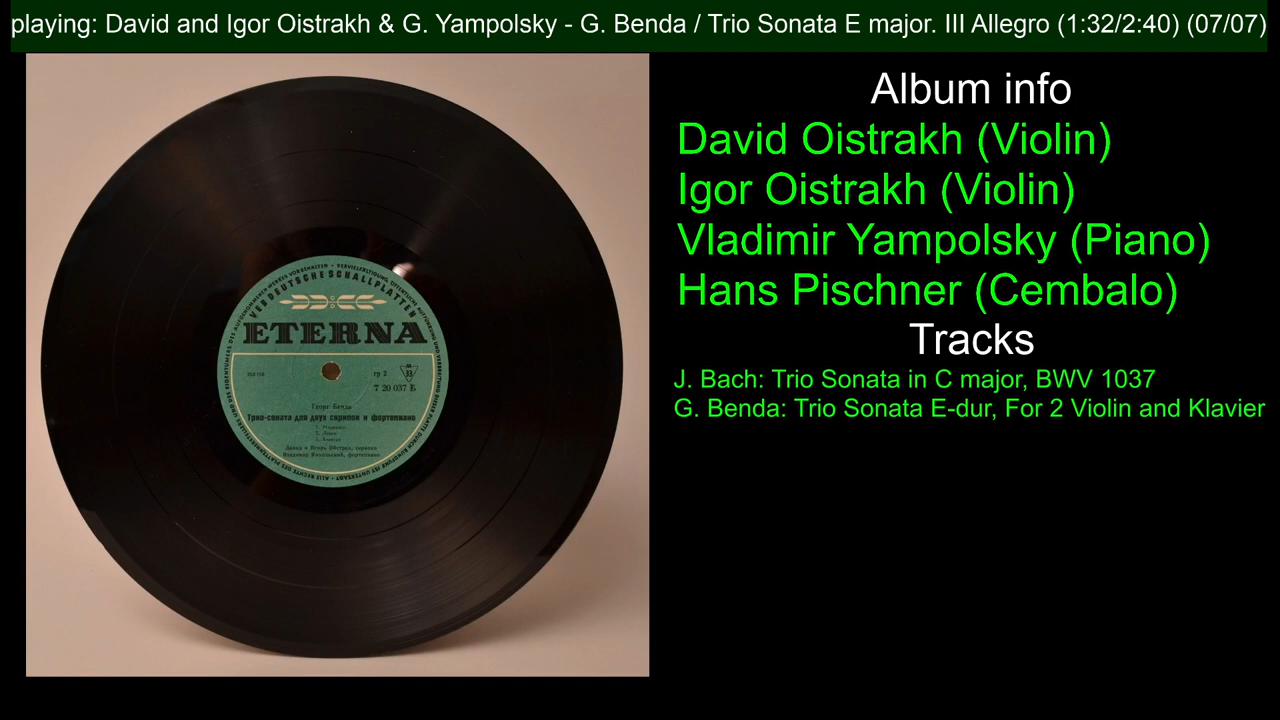 playing: David and Igor Oistrakh & G. Yampolsky - G. Benda / Trio Sonata E major. III Allegro (1:32/2:40) (07/07)
Album info
David Oistrakh (Violin)
Igor Oistrakh (Violin)
Vladimir Yampolsky (Piano)
Hans Pischner (Cembalo)
Tracks
J. Bach: Trio Sonata in C major, BWV 1037
G. Benda: Trio Sonata E-dur, For 2 Violin and Klavier
VEB DEUTSCHE SCHALLPLATTEN
ETERNA
гр 2
33
T 20 037 Б
Георг Бенда
Трио-соната для двух скрипок и фортепиано